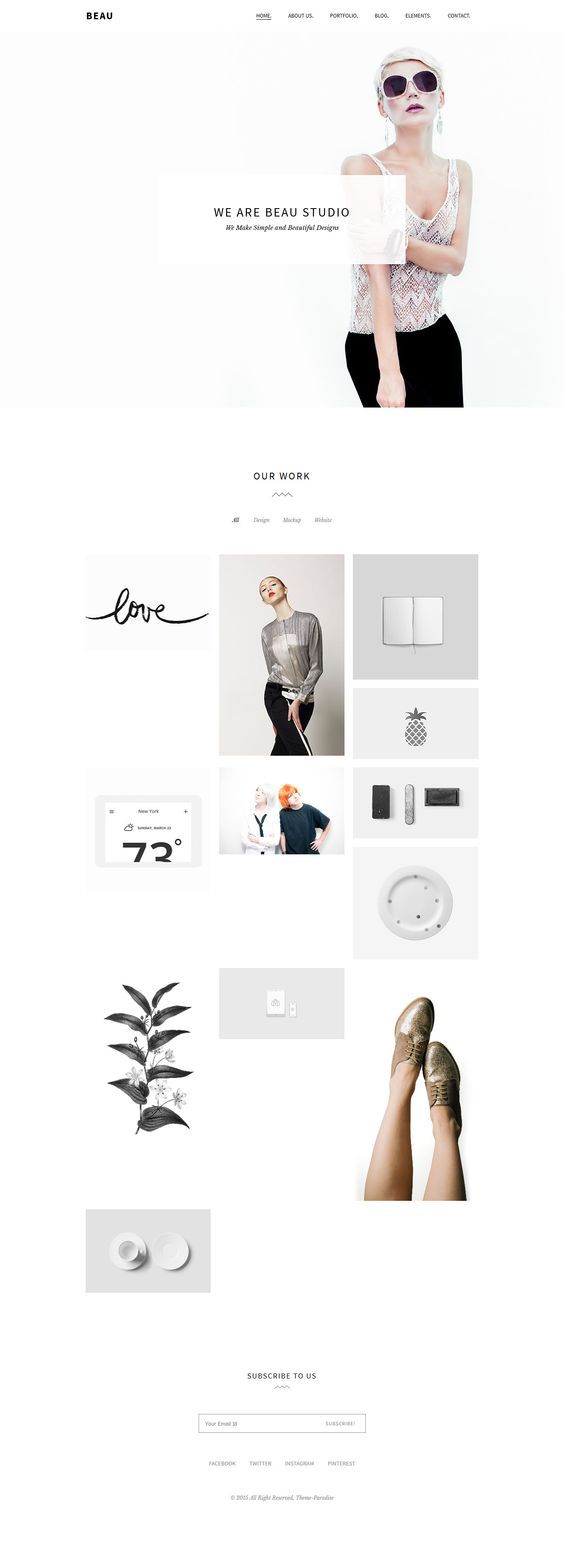 BEAU
HOME. ABOUT US. PORTFOLIO. BLOG. ELEMENTS. CONTACT.
WE ARE BEAU STUDIO
We Make Simple and Beautiful Designs
OUR WORK
All Design Mockup Website
love
New York +
SUNDAY, MARCH 23
73°
SUBSCRIBE TO US
Your Email SUBSCRIBE!
FACEBOOK TWITTER INSTAGRAM PINTEREST
© 2015 All Right Reserved, Theme-Paradise